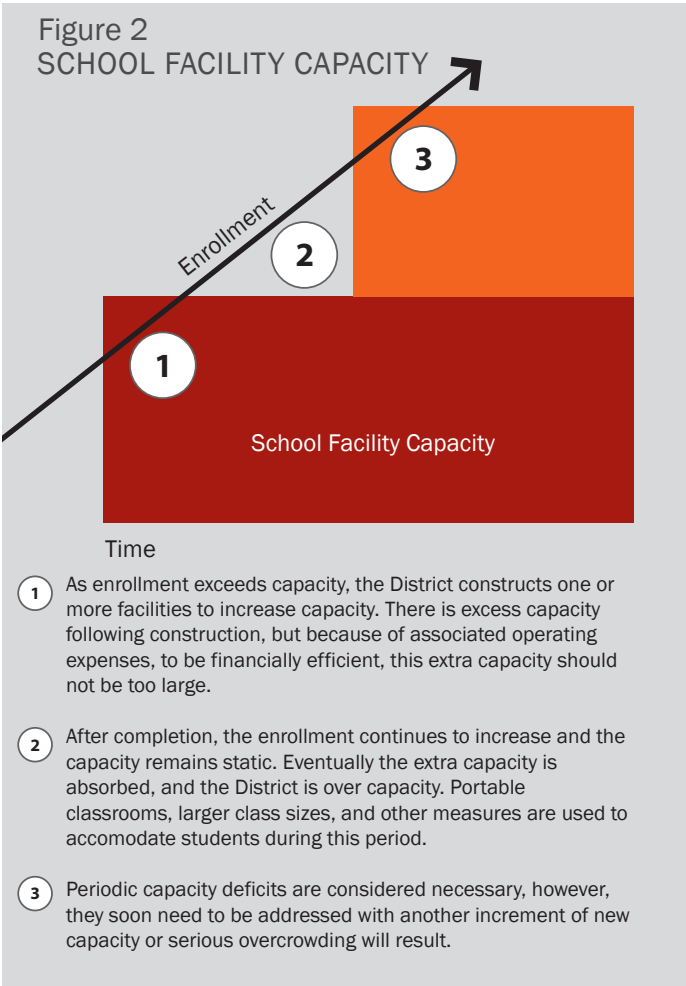 Figure 2
SCHOOL FACILITY CAPACITY
3
Enrollment
2
1
School Facility Capacity
Time
1 As enrollment exceeds capacity, the District constructs one or
more facilities to increase capacity. There is excess capacity
following construction, but because of associated operating
expenses, to be financially efficient, this extra capacity should
not be too large.
2 After completion, the enrollment continues to increase and the
capacity remains static. Eventually the extra capacity is
absorbed, and the District is over capacity. Portable
classrooms, larger class sizes, and other measures are used to
accomodate students during this period.
3 Periodic capacity deficits are considered necessary, however,
they soon need to be addressed with another increment of new
capacity or serious overcrowding will result.